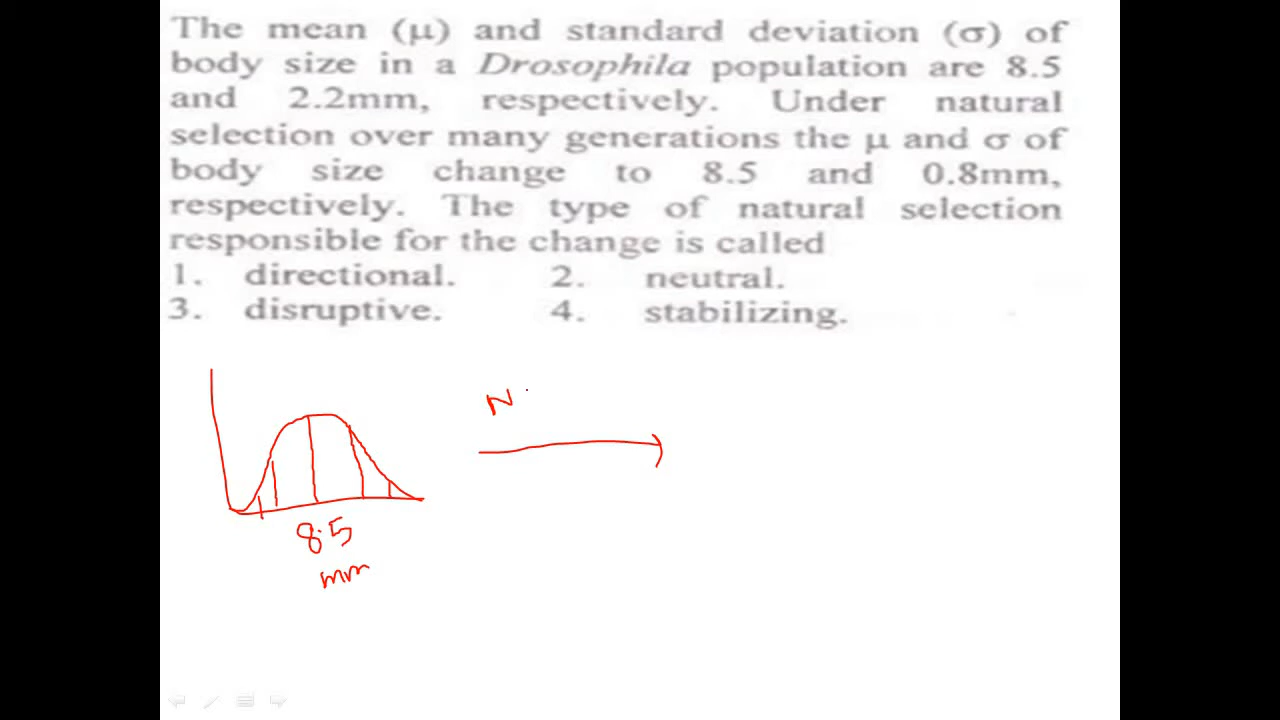 The mean (μ) and standard deviation (σ) of
body size in a Drosophila population are 8.5
and 2.2mm, respectively. Under natural
selection over many generations the μ and σ of
body size change to 8.5 and 0.8mm,
respectively. The type of natural selection
responsible for the change is called
1. directional. 2. neutral.
3. disruptive. 4. stabilizing.
N
8.5
mm